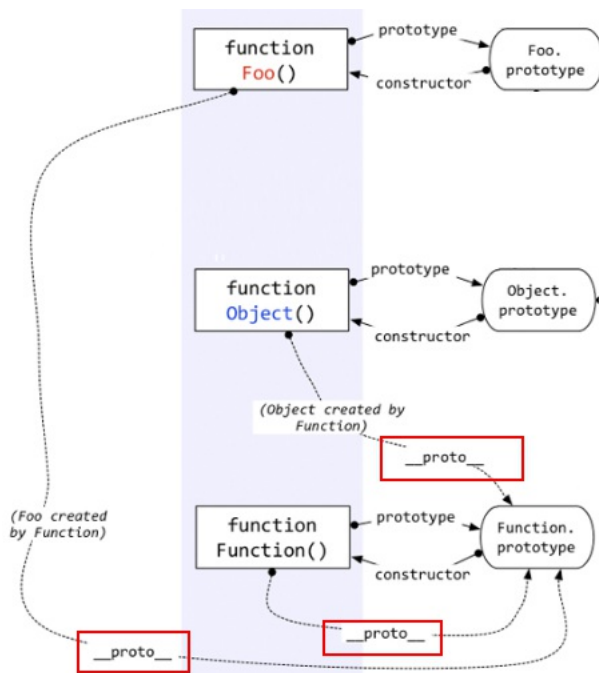 function
Foo()
prototype
constructor
Foo.
prototype
function
Object()
prototype
constructor
Object.
prototype
(Object created by
Function)
__proto__
(Foo created
by Function)
function
Function()
prototype
constructor
Function.
prototype
__proto__
__proto__